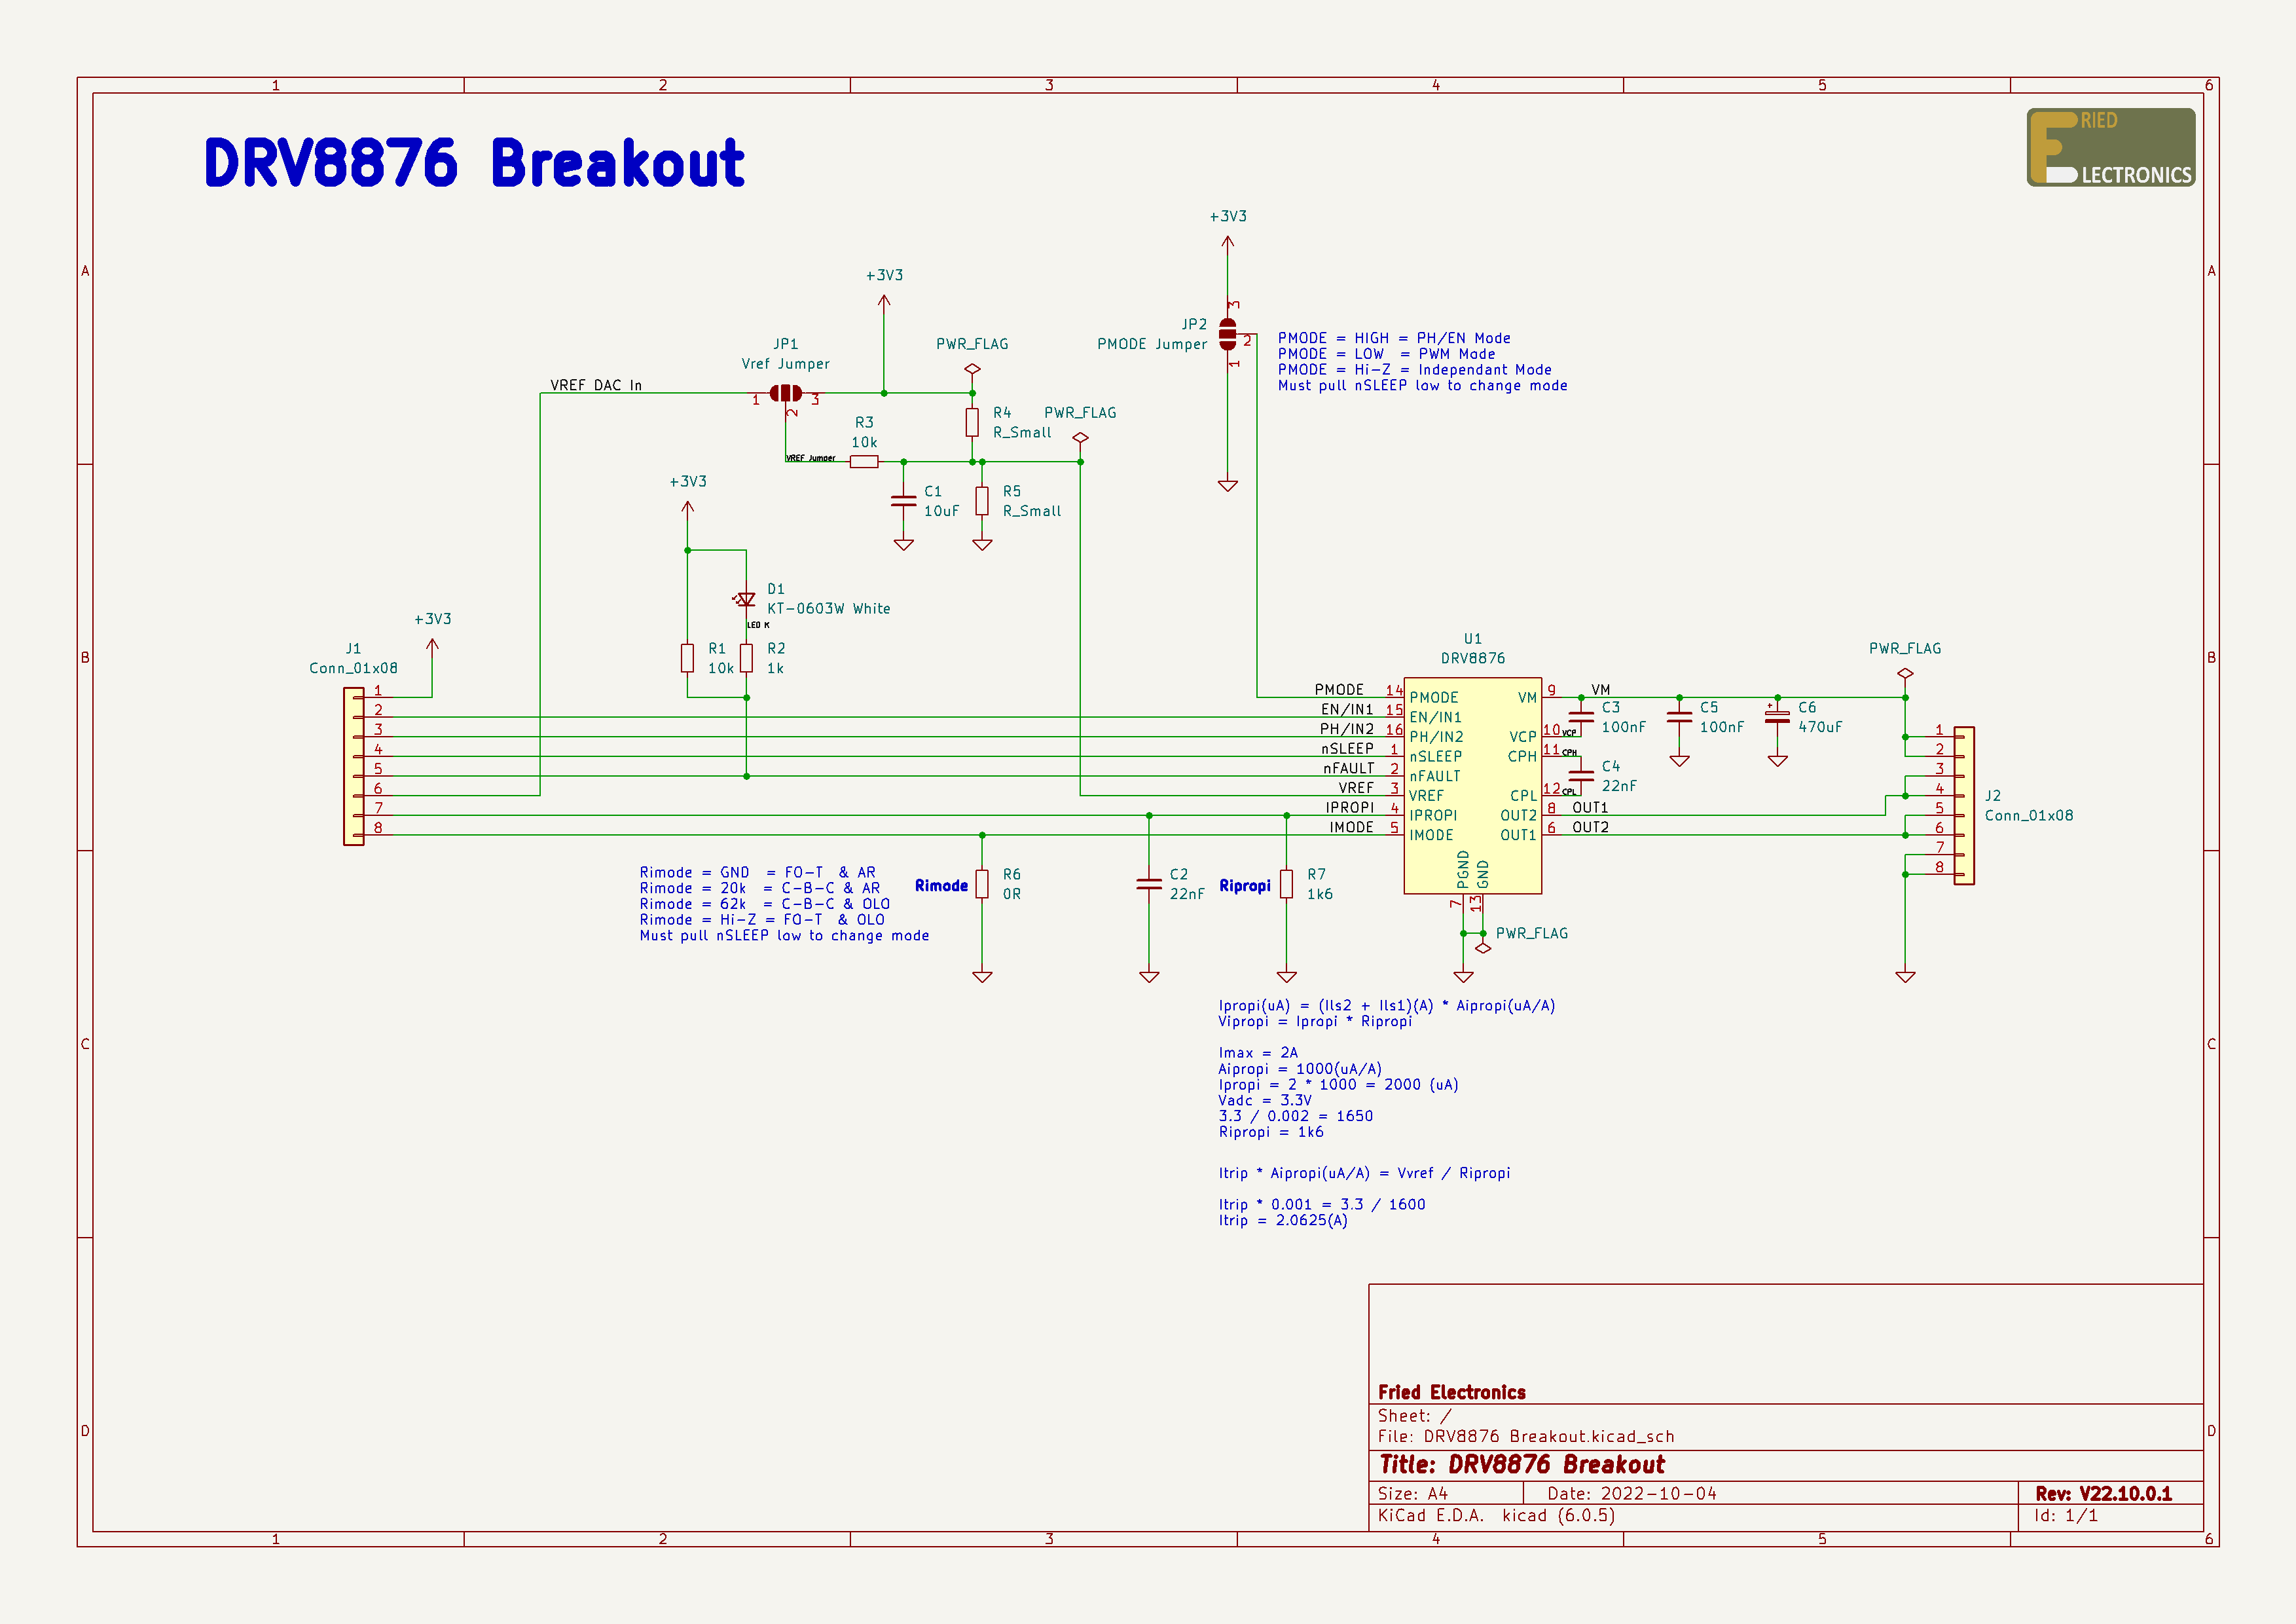 1 2 3 4 5 6
DRV8876 Breakout
RIED
LECTRONICS
A
A
+3V3
+3V3
JP2
PMODE Jumper
3
2
1
PMODE = HIGH = PH/EN Mode
PMODE = LOW  = PWM Mode
PMODE = Hi-Z = Independant Mode
Must pull nSLEEP low to change mode
JP1
Vref Jumper
PWR_FLAG
VREF DAC In
1
2
3
R3
10k
R4
R_Small
PWR_FLAG
VREF Jumper
+3V3
C1
10uF
R5
R_Small
D1
KT-0603W White
LED K
R1
10k
R2
1k
B
B
+3V3
J1
Conn_01x08
1
2
3
4
5
6
7
8
U1
DRV8876
PMODE 14 PMODE
EN/IN1 15 EN/IN1
PH/IN2 16 PH/IN2
nSLEEP 1 nSLEEP
nFAULT 2 nFAULT
VREF 3 VREF
IPROPI 4 IPROPI
IMODE 5 IMODE
VM 9 VM
VCP 10 VCP
CPH 11 CPH
CPL 12 CPL
OUT2 8 OUT1
OUT1 6 OUT2
PGND
GND
7
13
PWR_FLAG
C3
100nF
C5
100nF
C6
470uF
C4
22nF
PWR_FLAG
1
2
3
4
5
6
7
8
J2
Conn_01x08
Rimode = GND  = FO-T  & AR
Rimode = 20k  = C-B-C & AR
Rimode = 62k  = C-B-C & OLO
Rimode = Hi-Z = FO-T  & OLO
Must pull nSLEEP low to change mode
Rimode
R6
0R
C2
22nF
Ripropi
R7
1k6
Ipropi(uA) = (Ils2 + Ils1)(A) * Aipropi(uA/A)
Vipropi = Ipropi * Ripropi
Imax = 2A
Aipropi = 1000(uA/A)
Ipropi = 2 * 1000 = 2000 (uA)
Vadc = 3.3V
3.3 / 0.002 = 1650
Ripropi = 1k6
Itrip * Aipropi(uA/A) = Vvref / Ripropi
Itrip * 0.001 = 3.3 / 1600
Itrip = 2.0625(A)
C
C
D
D
Fried Electronics
Sheet: /
File: DRV8876 Breakout.kicad_sch
Title: DRV8876 Breakout
Size: A4
Date: 2022-10-04
Rev: V22.10.0.1
KiCad E.D.A.  kicad (6.0.5)
Id: 1/1
1 2 3 4 5 6